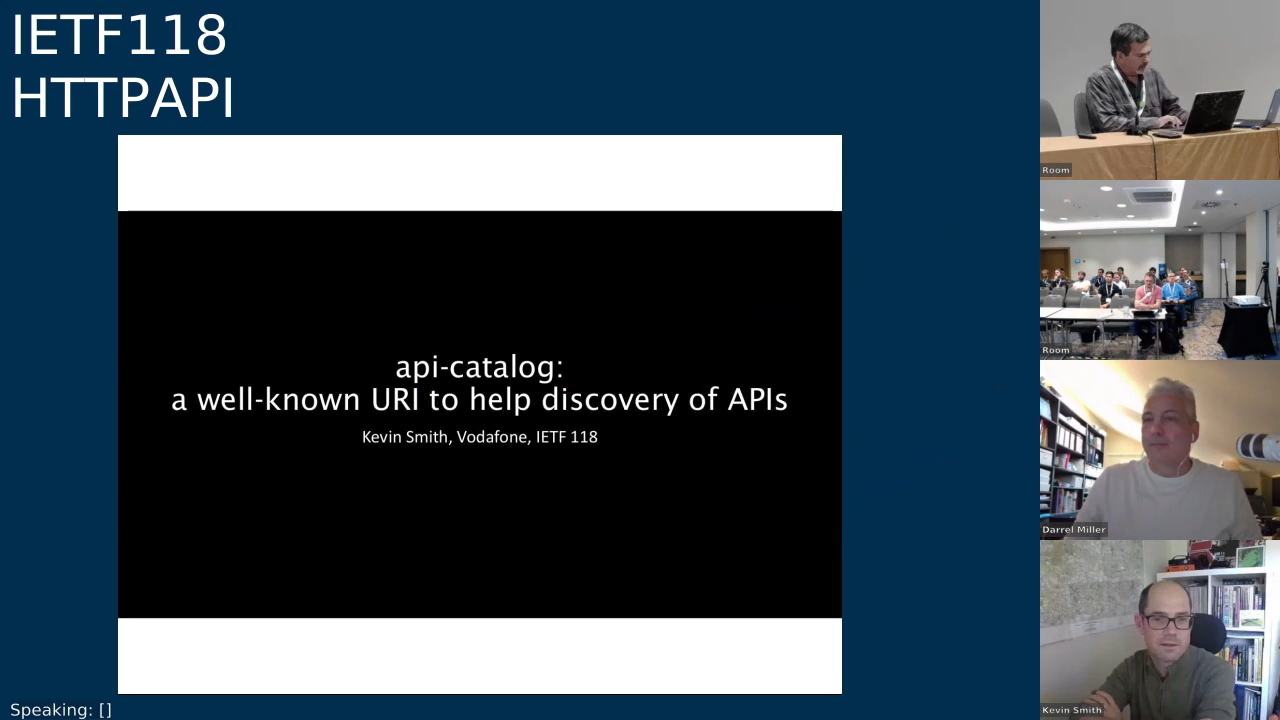 IETF118
HTTPAPI
api-catalog:
a well-known URI to help discovery of APIs
Kevin Smith, Vodafone, IETF 118
Room
Room
Darrel Miller
Kevin Smith
Speaking: []